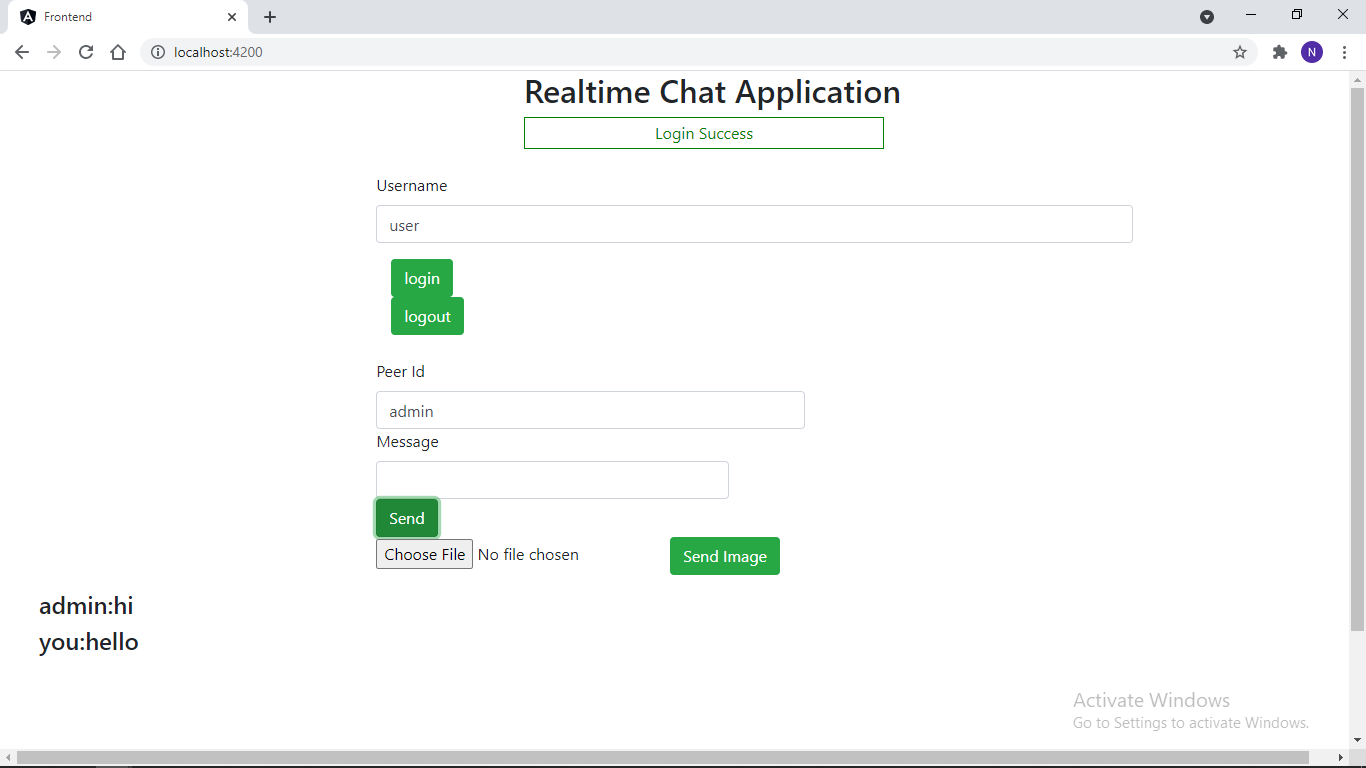 Frontend
localhost:4200
N
Realtime Chat Application
Login Success
Username
user
login
logout
Peer Id
admin
Message
Send
Choose File No file chosen
Send Image
admin:hi
you:hello
Activate Windows
Go to Settings to activate Windows.